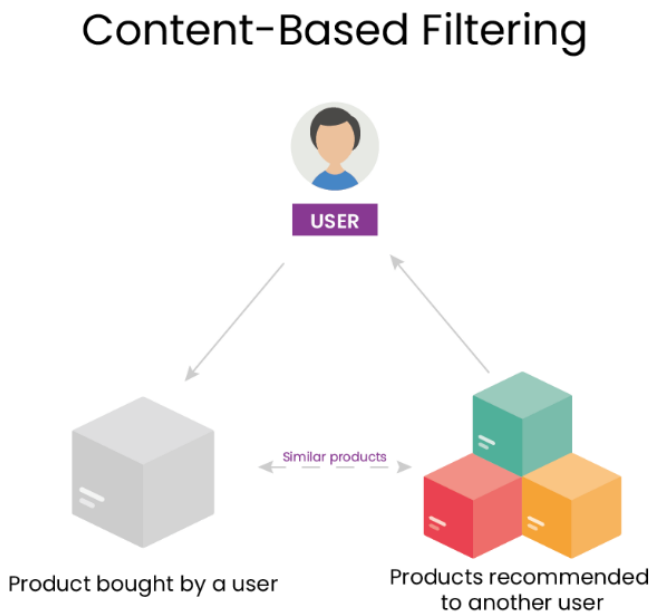 Content-Based Filtering
USER
Similar products
Product bought by a user
Products recommended
to another user